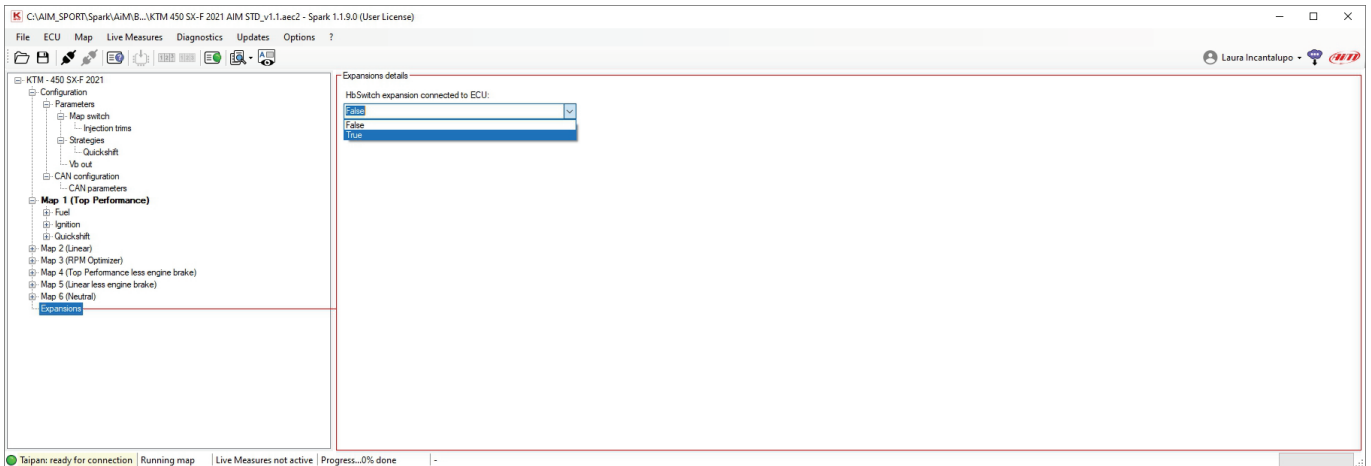 C:\AIM_SPORT\Spark\AiM\B...\KTM 450 SX-F 2021 AIM STD_v1.1.aec2 - Spark 1.1.9.0 (User License)
File ECU Map Live Measures Diagnostics Updates Options ?
Laura Incantalupo
AiM
KTM - 450 SX-F 2021
Configuration
Parameters
Map switch
Injection trims
Strategies
Quickshift
Vb out
CAN configuration
CAN parameters
Map 1 (Top Performance)
Fuel
Ignition
Quickshift
Map 2 (Linear)
Map 3 (RPM Optimizer)
Map 4 (Top Performance less engine brake)
Map 5 (Linear less engine brake)
Map 6 (Neutral)
Expansions
Expansions details
HbSwitch expansion connected to ECU:
False
False
True
Taipan: ready for connection Running map Live Measures not active Progress...0% done -